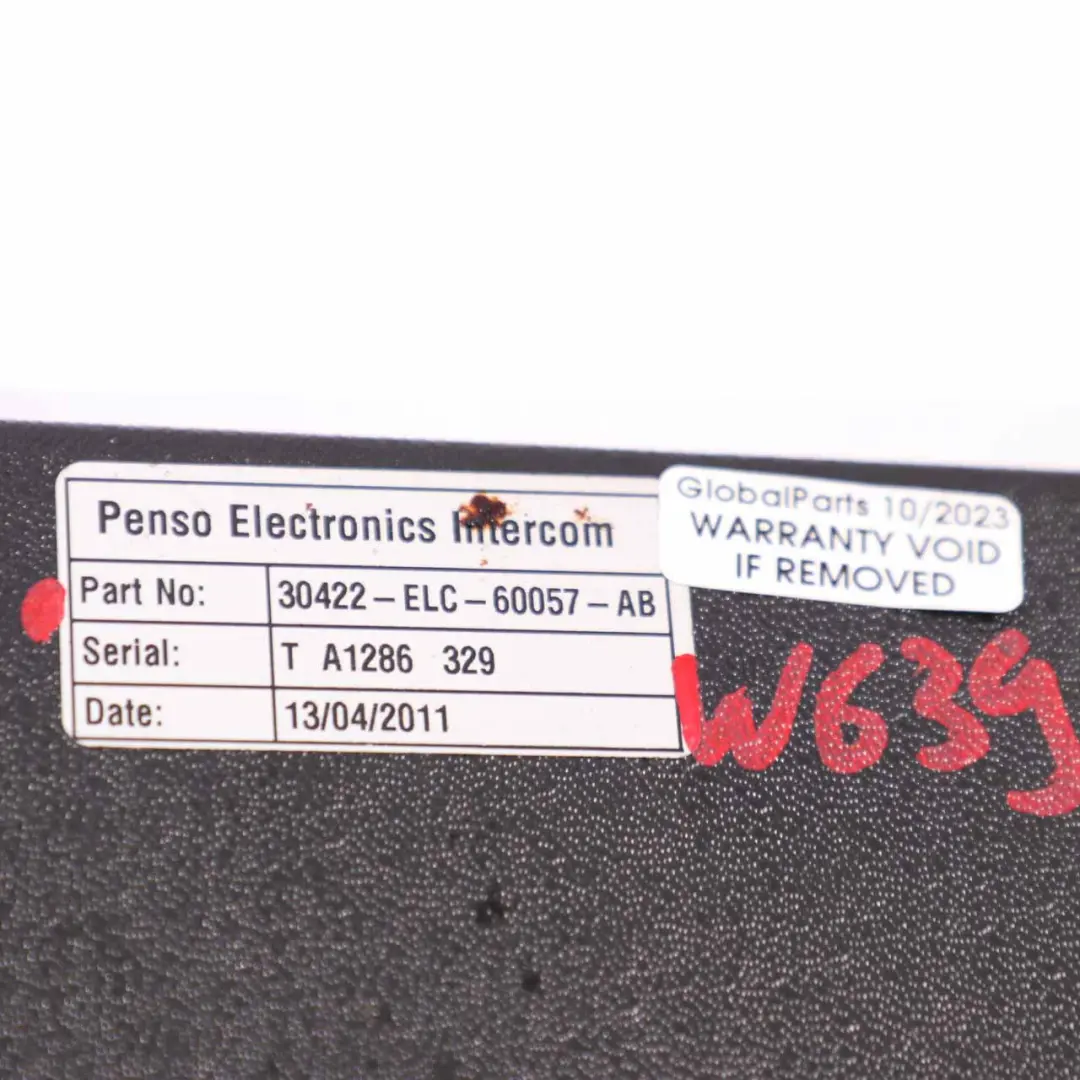 Penso Electronics Intercom
Part No: 30422-ELC-60057-AB
Serial: T A1286 329
Date: 13/04/2011
GlobalParts 10/2023
WARRANTY VOID
IF REMOVED
W639